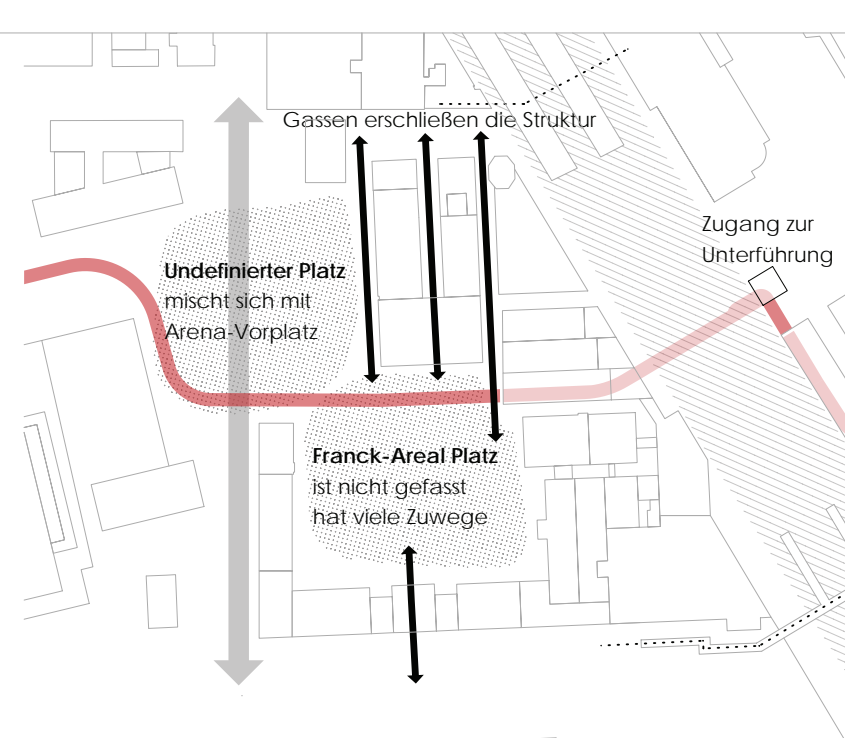 Gassen erschließen die Struktur
Zugang zur
Unterführung
Undefinierter Platz
mischt sich mit
Arena-Vorplatz
Franck-Areal Platz
ist nicht gefasst
hat viele Zuwege